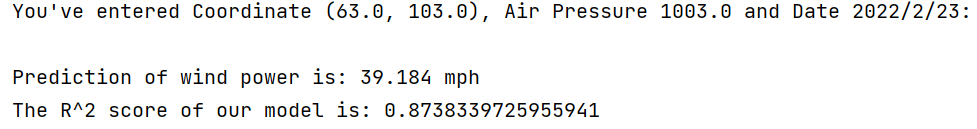 You've entered Coordinate (63.0, 103.0), Air Pressure 1003.0 and Date 2022/2/23:
Prediction of wind power is: 39.184 mph
The R^2 score of our model is: 0.8738339725955941